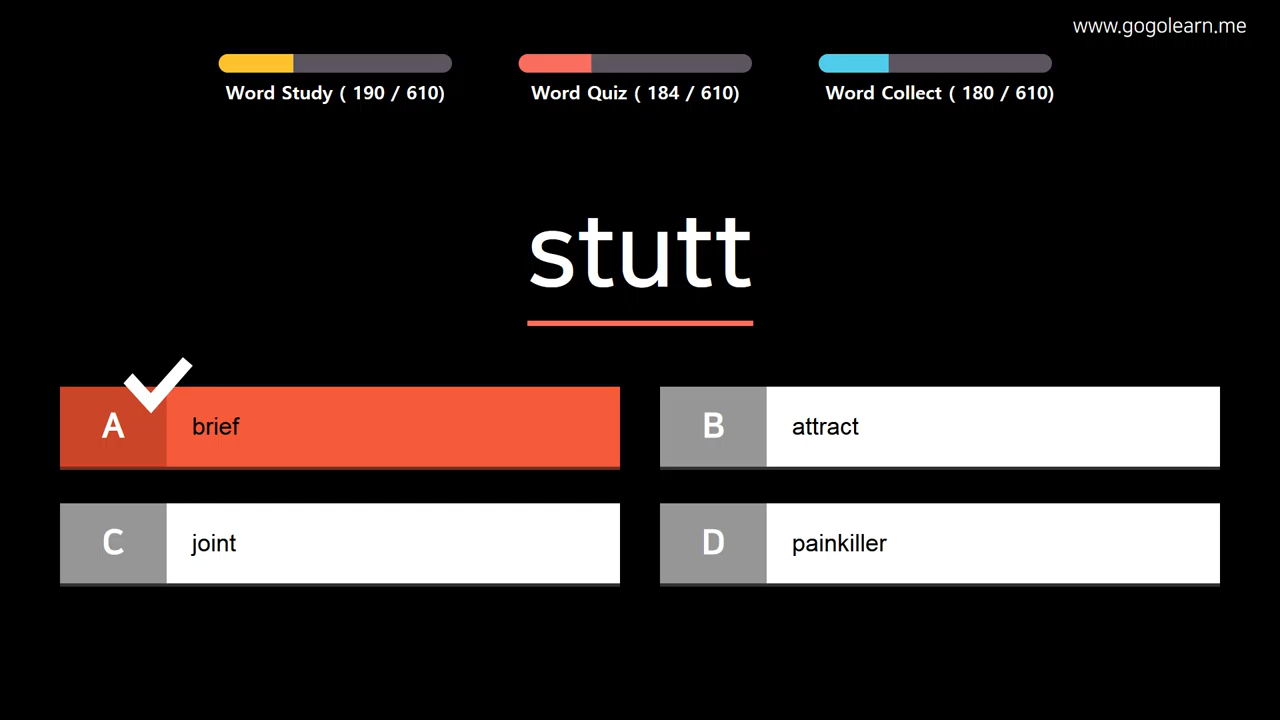 www.gogolearn.me
Word Study ( 190 / 610)
Word Quiz ( 184 / 610)
Word Collect ( 180 / 610)
stutt
A brief
B attract
C joint
D painkiller